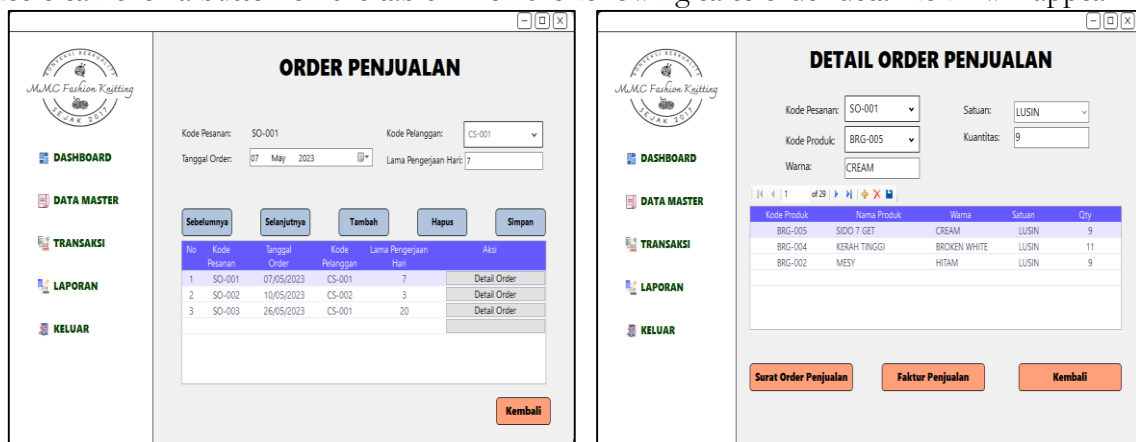 KONVEKSI BERKUALITAS
M.M.C Fashion Knitting
SEJAK 2017
DASHBOARD
DATA MASTER
TRANSAKSI
LAPORAN
KELUAR
ORDER PENJUALAN
Kode Pesanan: SO-001 Kode Pelanggan: CS-001
Tanggal Order: 07 May 2023 Lama Pengerjaan Hari: 7
Sebelumnya Selanjutnya Tambah Hapus Simpan
No Kode Pesanan Tanggal Order Kode Pelanggan Lama Pengerjaan Hari Aksi
1 SO-001 07/05/2023 CS-001 7 Detail Order
2 SO-002 10/05/2023 CS-002 3 Detail Order
3 SO-003 26/05/2023 CS-001 20 Detail Order
Kembali
KONVEKSI BERKUALITAS
M.M.C Fashion Knitting
SEJAK 2017
DASHBOARD
DATA MASTER
TRANSAKSI
LAPORAN
KELUAR
DETAIL ORDER PENJUALAN
Kode Pesanan: SO-001 Satuan: LUSIN
Kode Produk: BRG-005 Kuantitas: 9
Warna: CREAM
1 of 29
Kode Produk Nama Produk Warna Satuan Qty
BRG-005 SIDO 7 GET CREAM LUSIN 9
BRG-004 KERAH TINGGI BROKEN WHITE LUSIN 11
BRG-002 MESY HITAM LUSIN 9
Surat Order Penjualan Faktur Penjualan Kembali